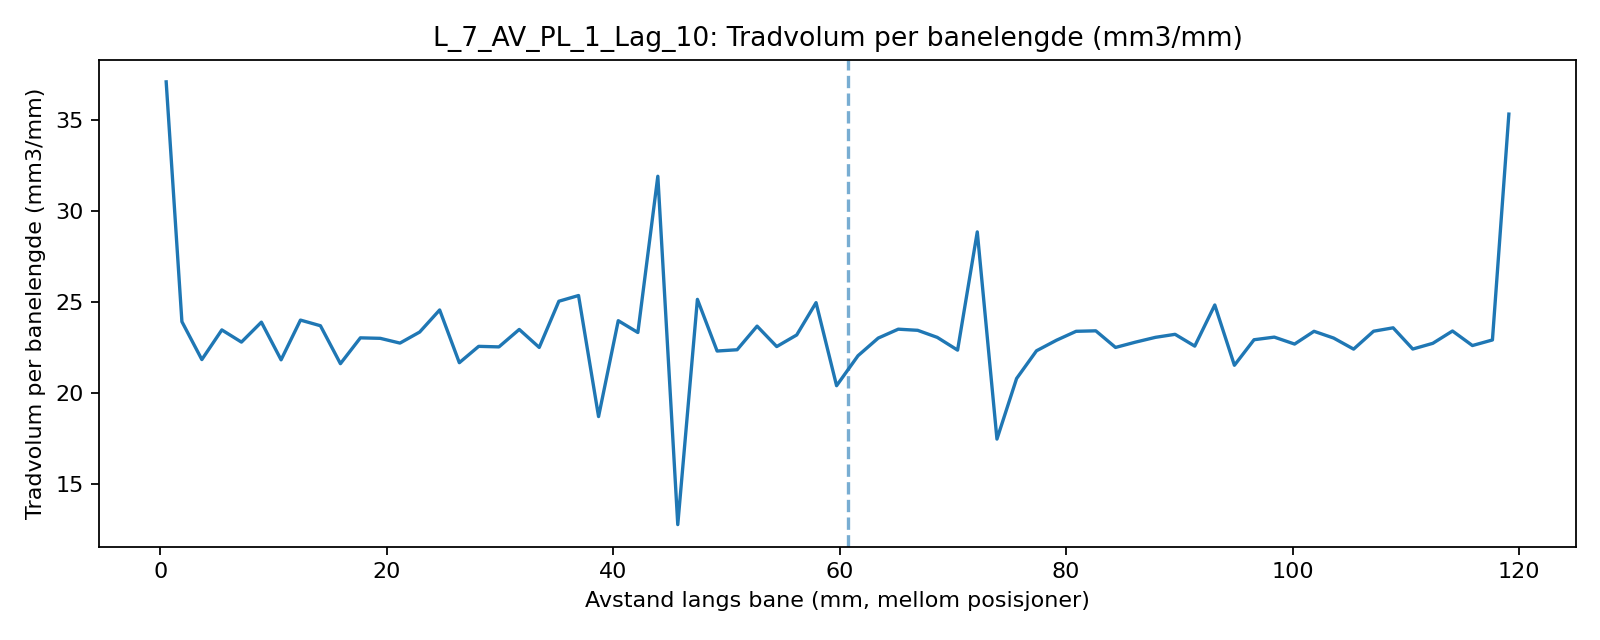 L_7_AV_PL_1_Lag_10: Tradvolum per banelengde (mm3/mm)
Tradvolum per banelengde (mm3/mm)
35
30
25
20
15
0 20 40 60 80 100 120
Avstand langs bane (mm, mellom posisjoner)